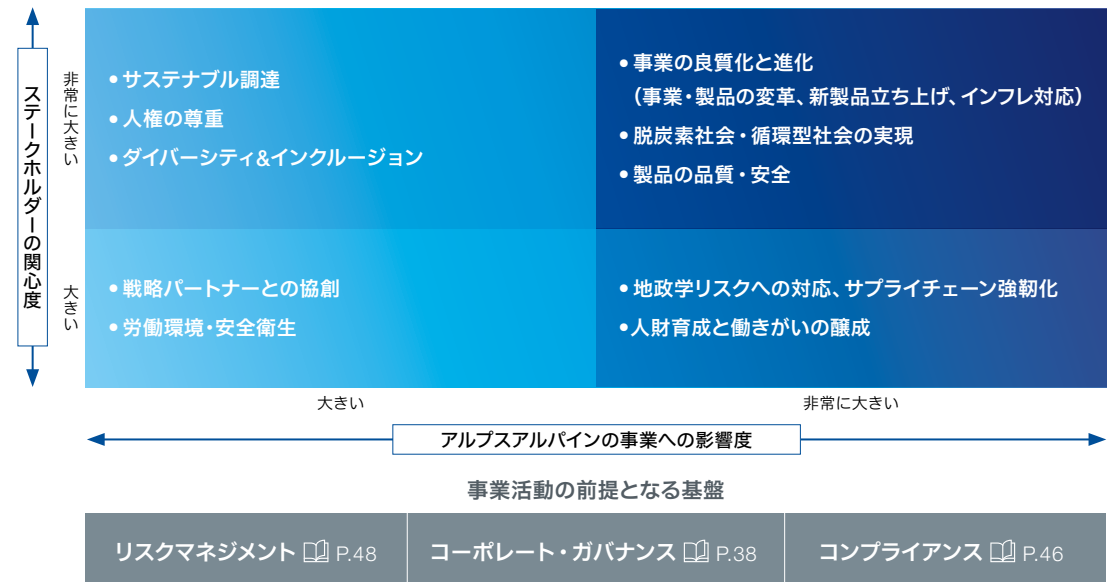 ステークホルダーの関心度
非常に大きい
大きい
•サステナブル調達
•人権の尊重
•ダイバーシティ&インクルージョン
•事業の良質化と進化
（事業・製品の変革、新製品立ち上げ、インフレ対応）
•脱炭素社会・循環型社会の実現
•製品の品質・安全
•戦略パートナーとの協創
•労働環境・安全衛生
•地政学リスクへの対応、サプライチェーン強靭化
•人財育成と働きがいの醸成
大きい
非常に大きい
アルプスアルパインの事業への影響度
事業活動の前提となる基盤
リスクマネジメント P.48
コーポレート・ガバナンス P.38
コンプライアンス P.46